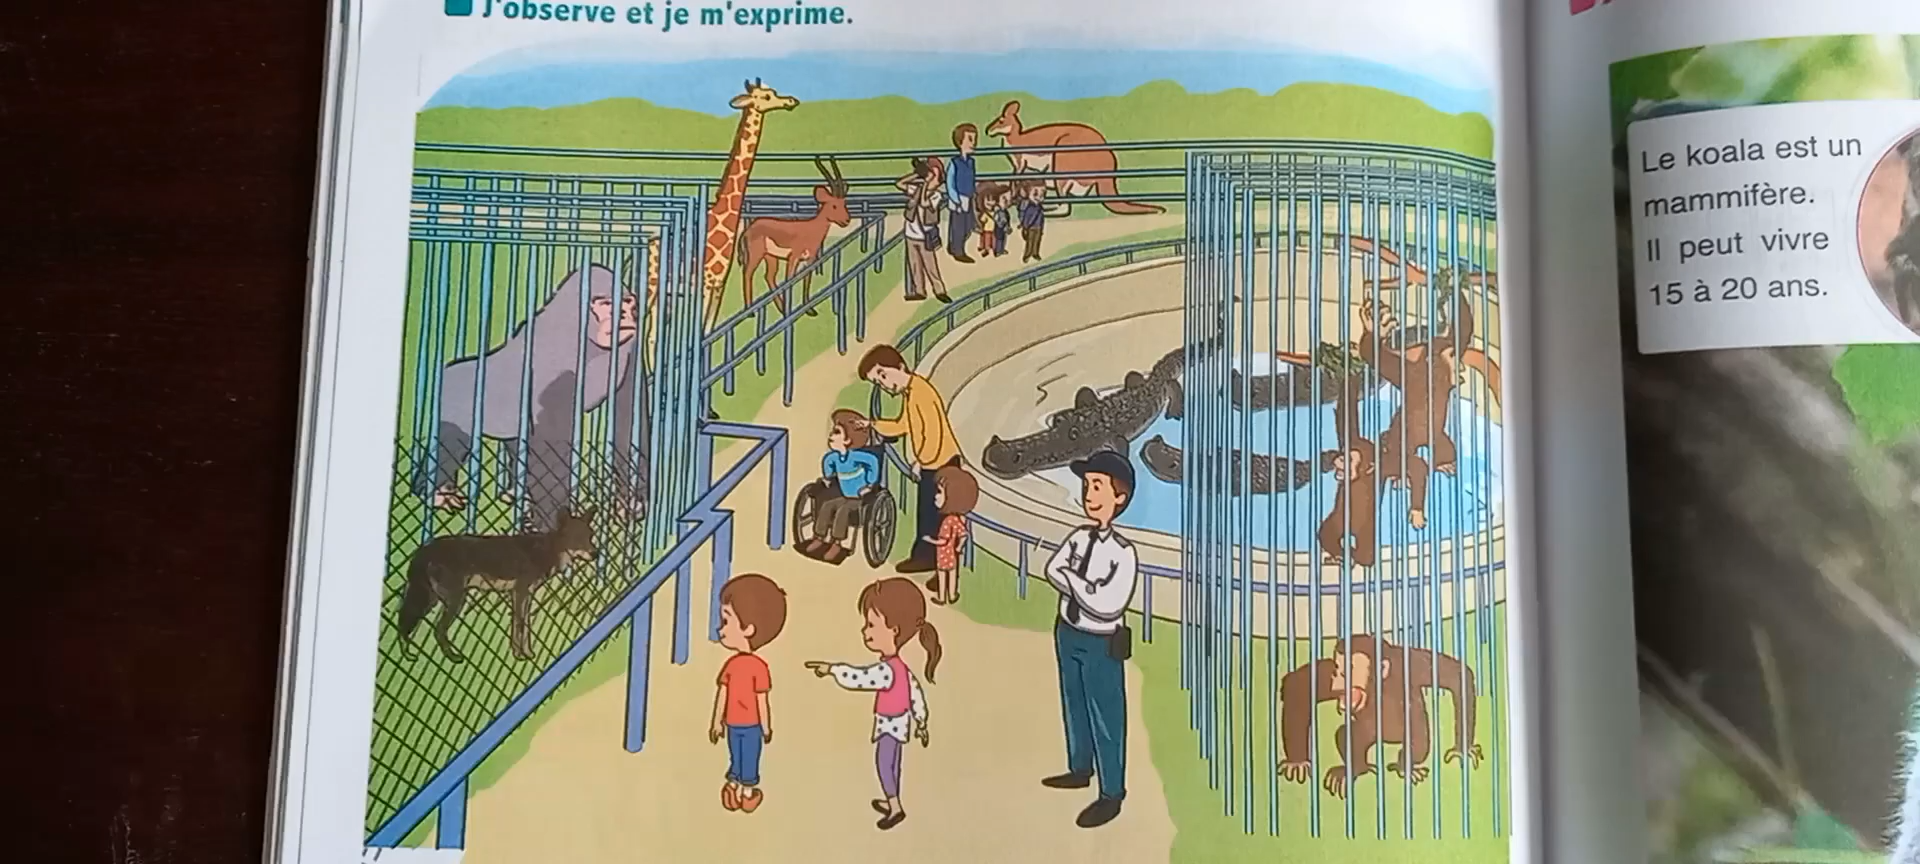 J'observe et je m'exprime.
Le koala est un
mammifère.
Il peut vivre
15 à 20 ans.